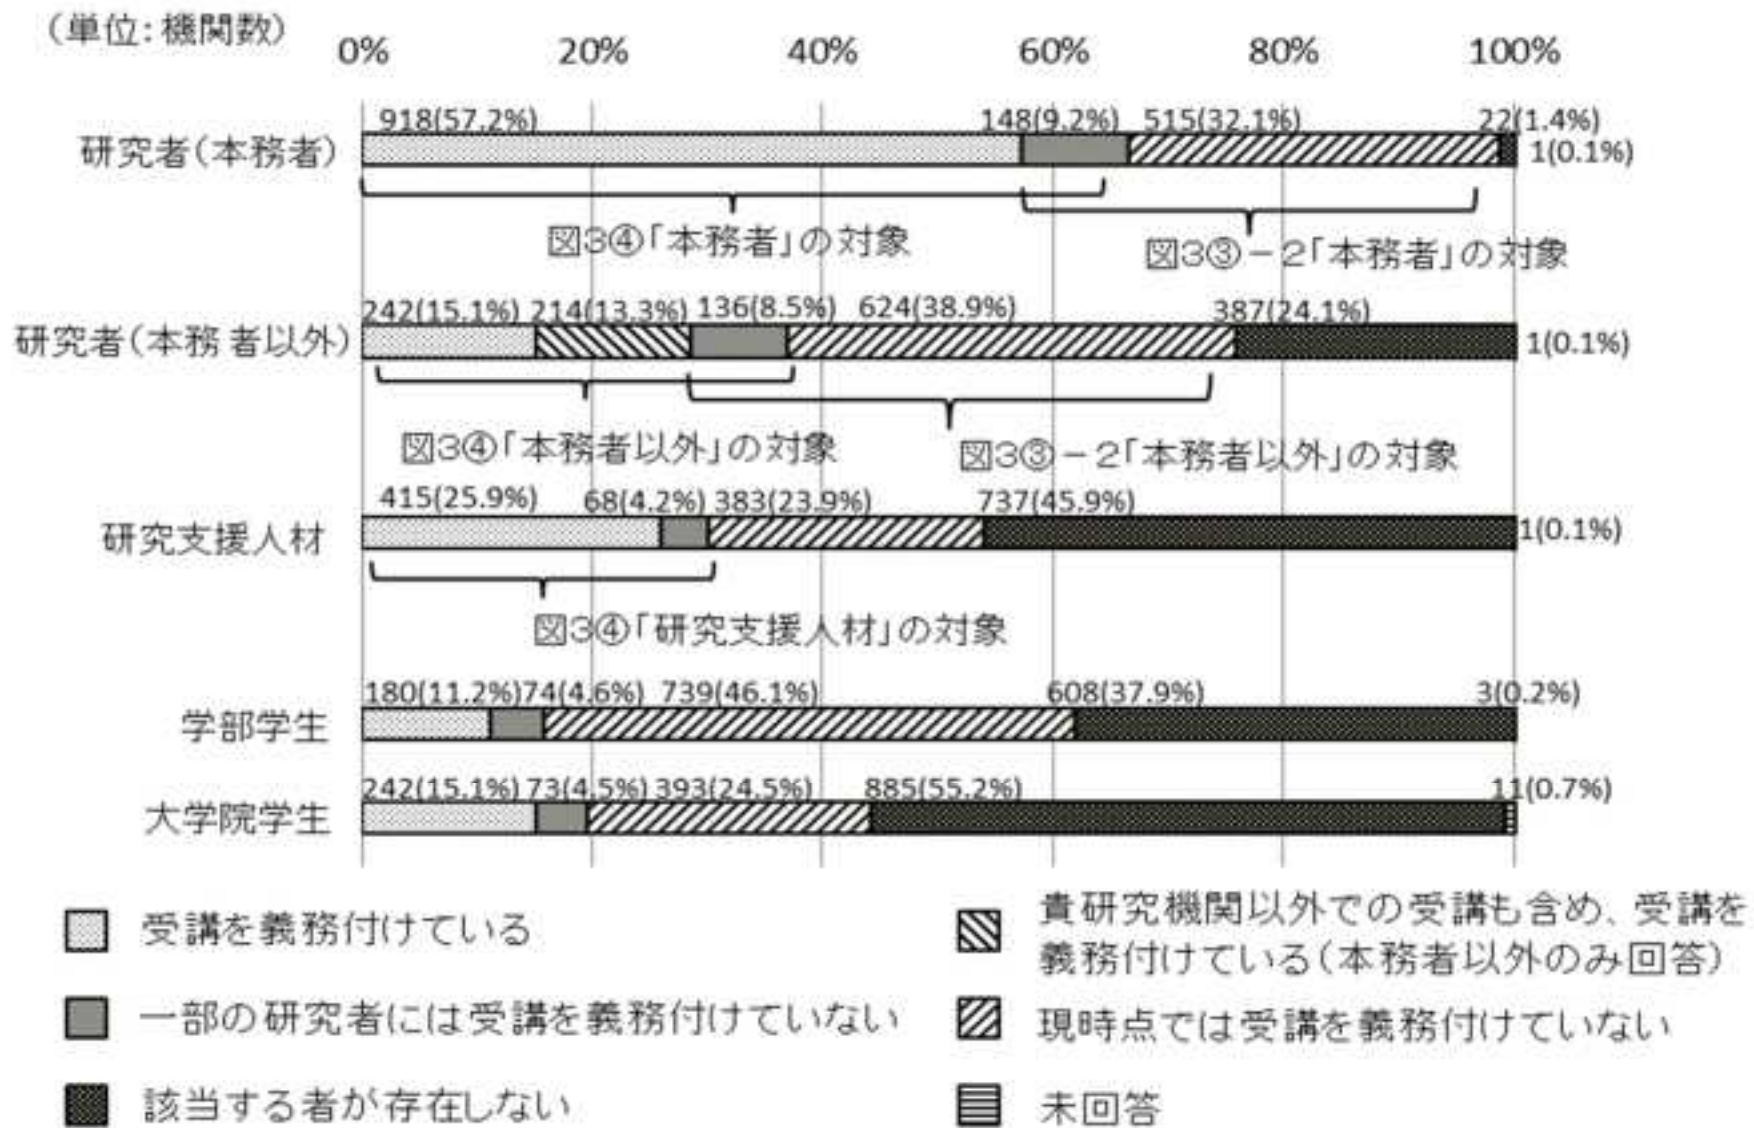 （単位：機関数）
0% 20% 40% 60% 80% 100%
918(57.2%) 148(9.2%) 515(32.1%) 22(1.4%)
研究者（本務者） 1(0.1%)
図3④「本務者」の対象 図3③－2「本務者」の対象
242(15.1%) 214(13.3%) 136(8.5%) 624(38.9%) 387(24.1%)
研究者（本務者以外） 1(0.1%)
図3④「本務者以外」の対象 図3③－2「本務者以外」の対象
415(25.9%) 68(4.2%) 383(23.9%) 737(45.9%)
研究支援人材 1(0.1%)
図3④「研究支援人材」の対象
180(11.2%) 74(4.6%) 739(46.1%) 608(37.9%) 3(0.2%)
学部学生
242(15.1%) 73(4.5%) 393(24.5%) 885(55.2%) 11(0.7%)
大学院学生
受講を義務付けている
貴研究機関以外での受講も含め、受講を
義務付けている（本務者以外のみ回答）
一部の研究者には受講を義務付けていない
現時点では受講を義務付けていない
該当する者が存在しない
未回答